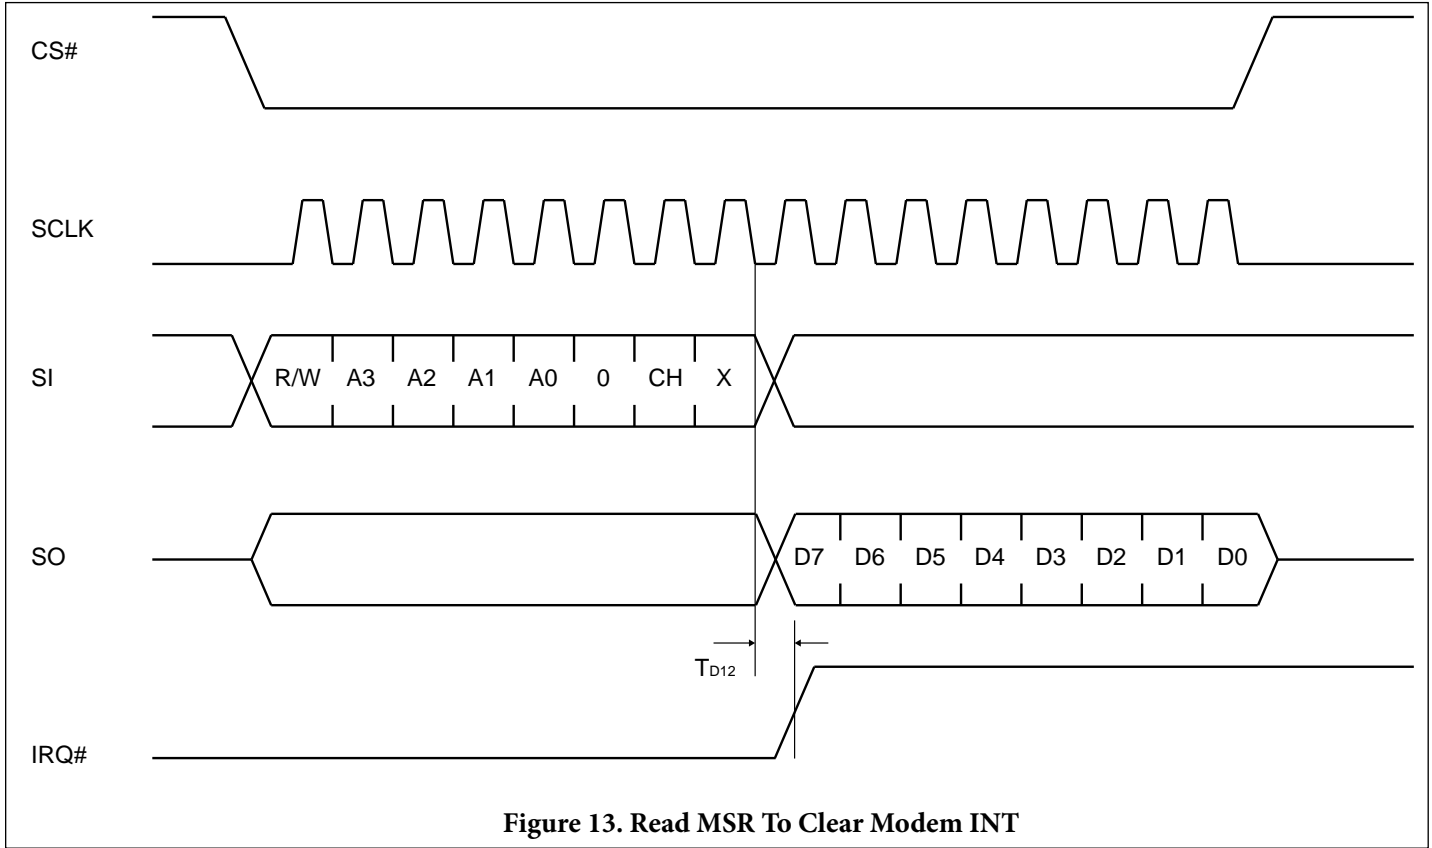 CS#
SCLK
SI
R/W A3 A2 A1 A0 0 CH X
SO
D7 D6 D5 D4 D3 D2 D1 D0
TD12
IRQ#
Figure 13. Read MSR To Clear Modem INT